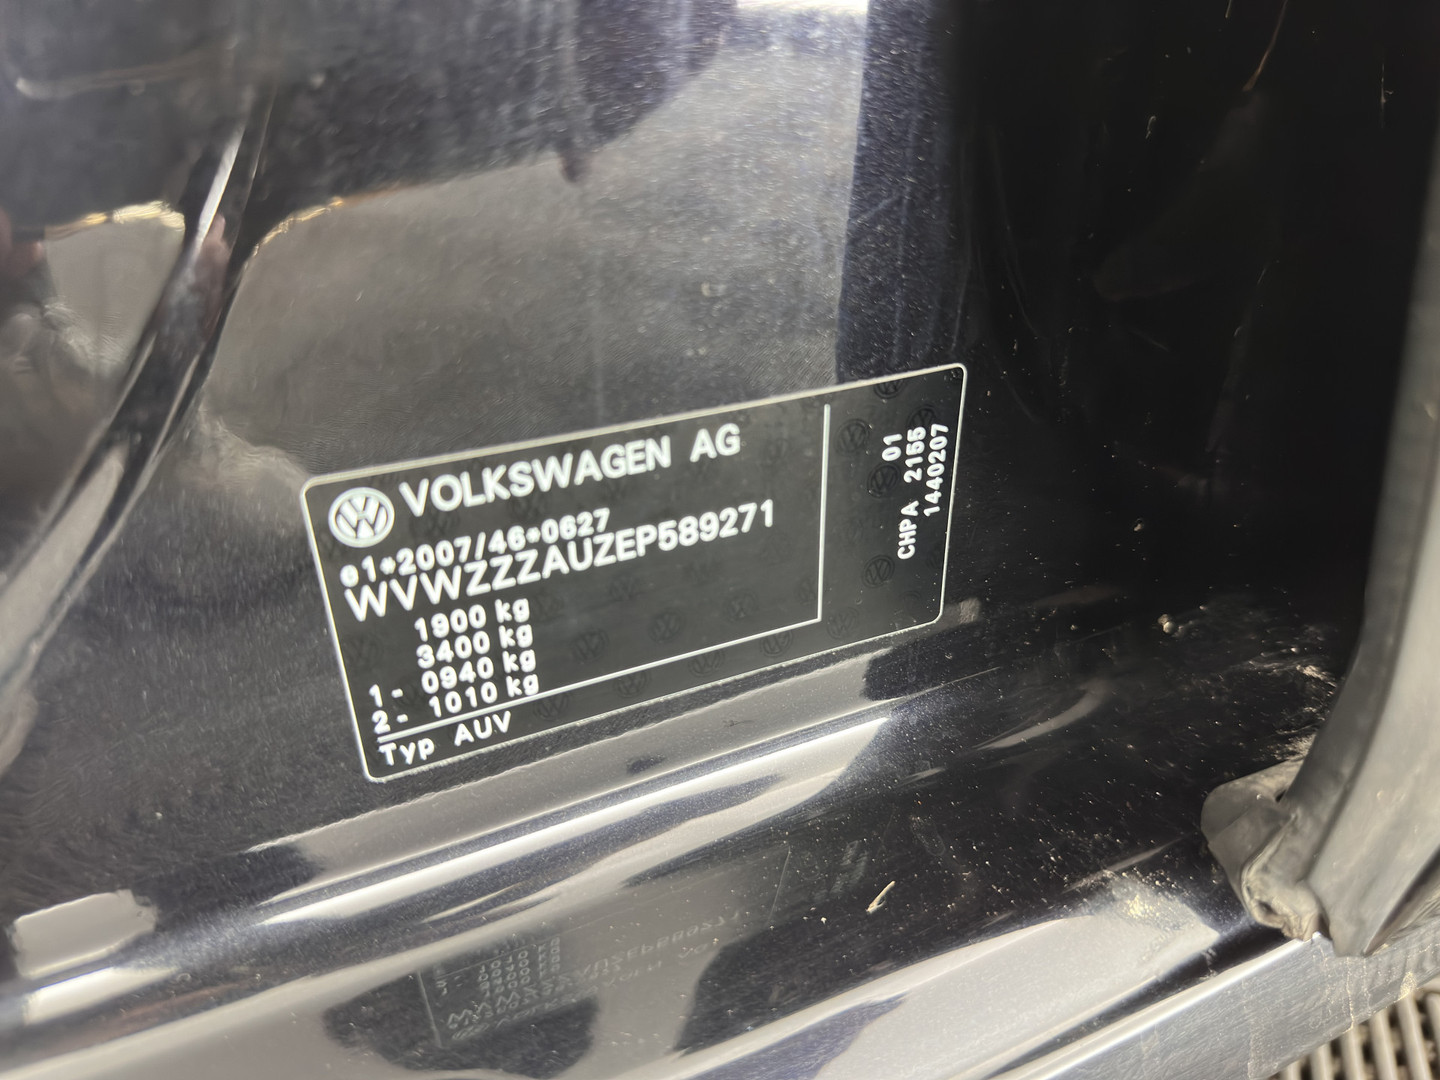 VOLKSWAGEN AG
e1*2007/46*0627
WVWZZZAUZEP589271
1900 kg
3400 kg
1- 0940 kg
2- 1010 kg
Typ AUV
01
CHPA 2155
1440207